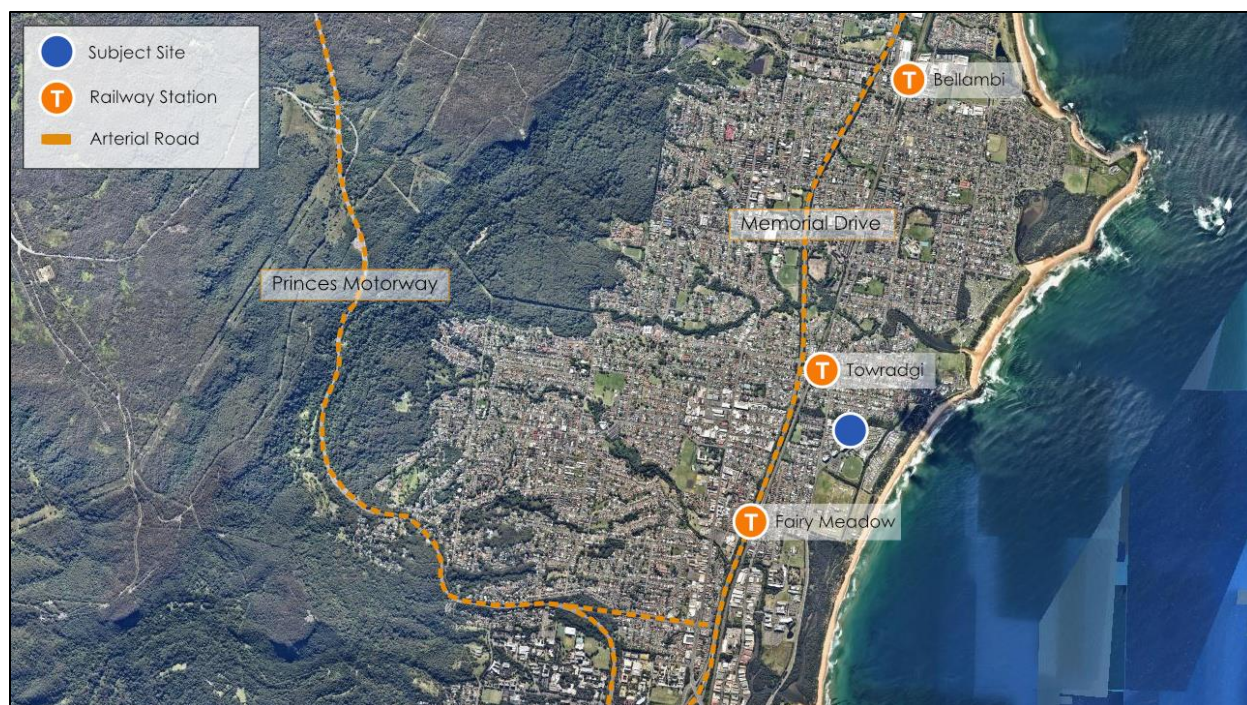 Subject Site
T Railway Station
Arterial Road
T Bellambi
Memorial Drive
Princes Motorway
T Towradgi
T Fairy Meadow